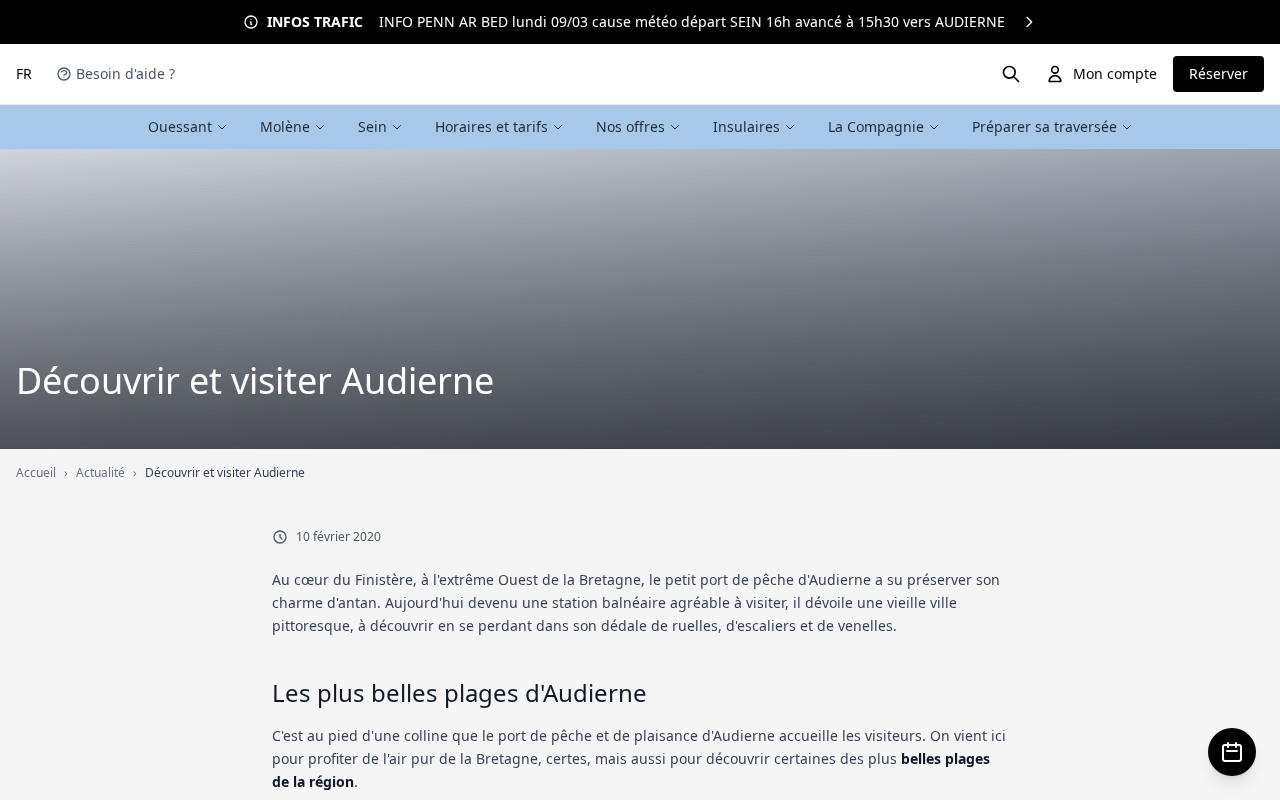 INFOS TRAFIC INFO PENN AR BED lundi 09/03 cause météo départ SEIN 16h avancé à 15h30 vers AUDIERNE
FR Besoin d'aide ? Mon compte Réserver
Ouessant Molène Sein Horaires et tarifs Nos offres Insulaires La Compagnie Préparer sa traversée
Découvrir et visiter Audierne
Accueil › Actualité › Découvrir et visiter Audierne
10 février 2020
Au cœur du Finistère, à l'extrême Ouest de la Bretagne, le petit port de pêche d'Audierne a su préserver son
charme d'antan. Aujourd'hui devenu une station balnéaire agréable à visiter, il dévoile une vieille ville
pittoresque, à découvrir en se perdant dans son dédale de ruelles, d'escaliers et de venelles.
Les plus belles plages d'Audierne
C'est au pied d'une colline que le port de pêche et de plaisance d'Audierne accueille les visiteurs. On vient ici
pour profiter de l'air pur de la Bretagne, certes, mais aussi pour découvrir certaines des plus belles plages
de la région.